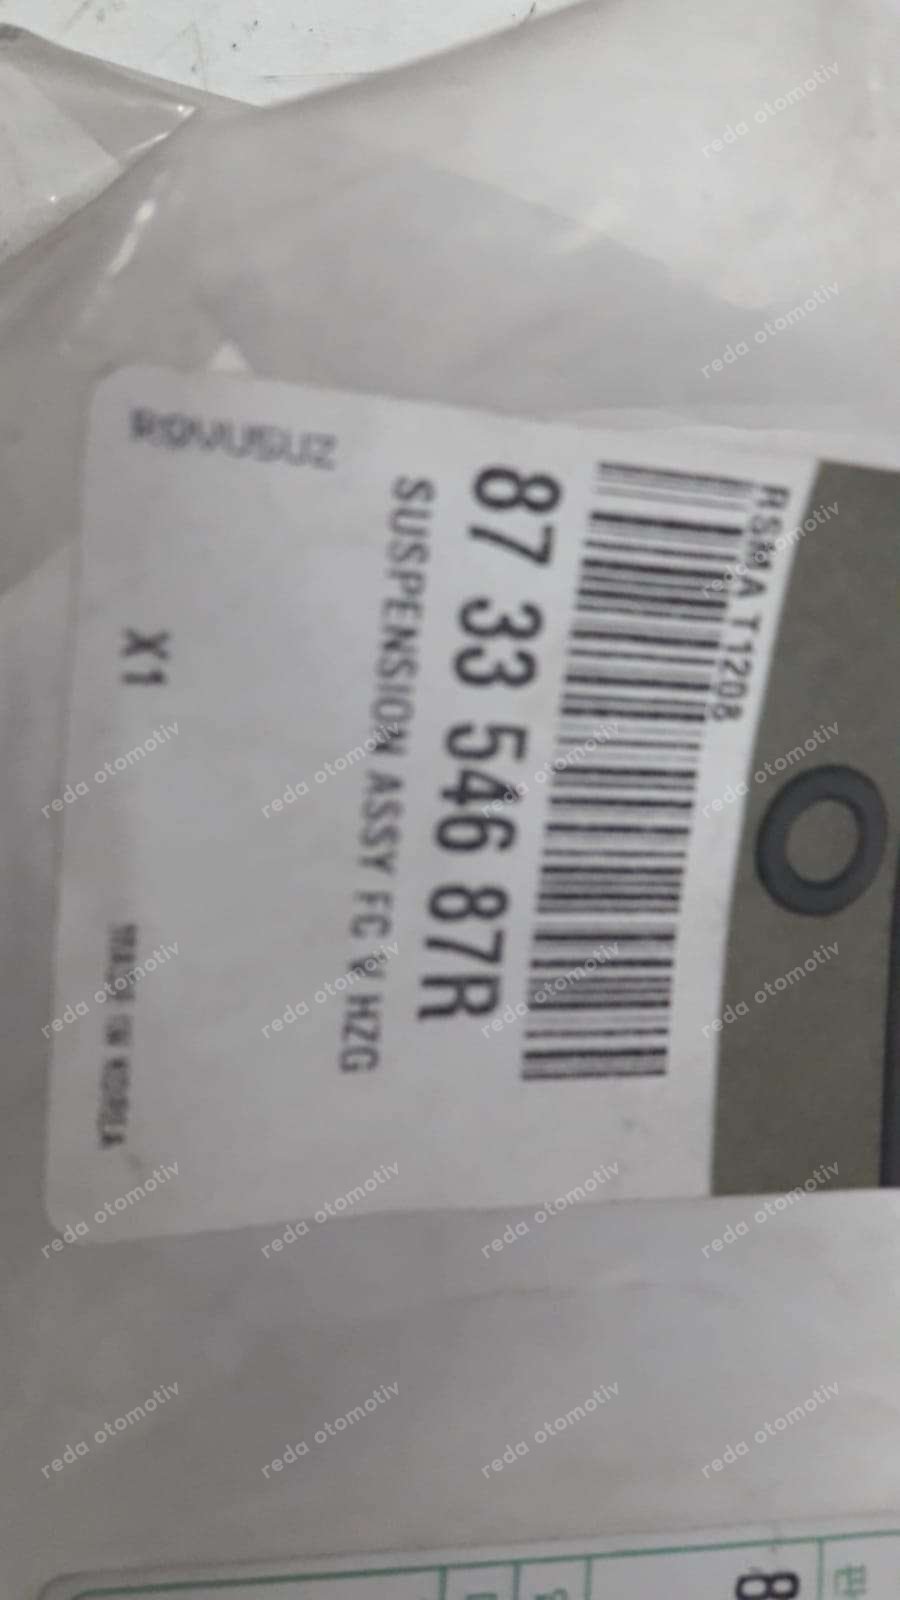 RSMA T1208
87 33 546 87R
SUSPENSION ASSY FC W HZG
X1
MADE IN KOREA
reda otomotiv